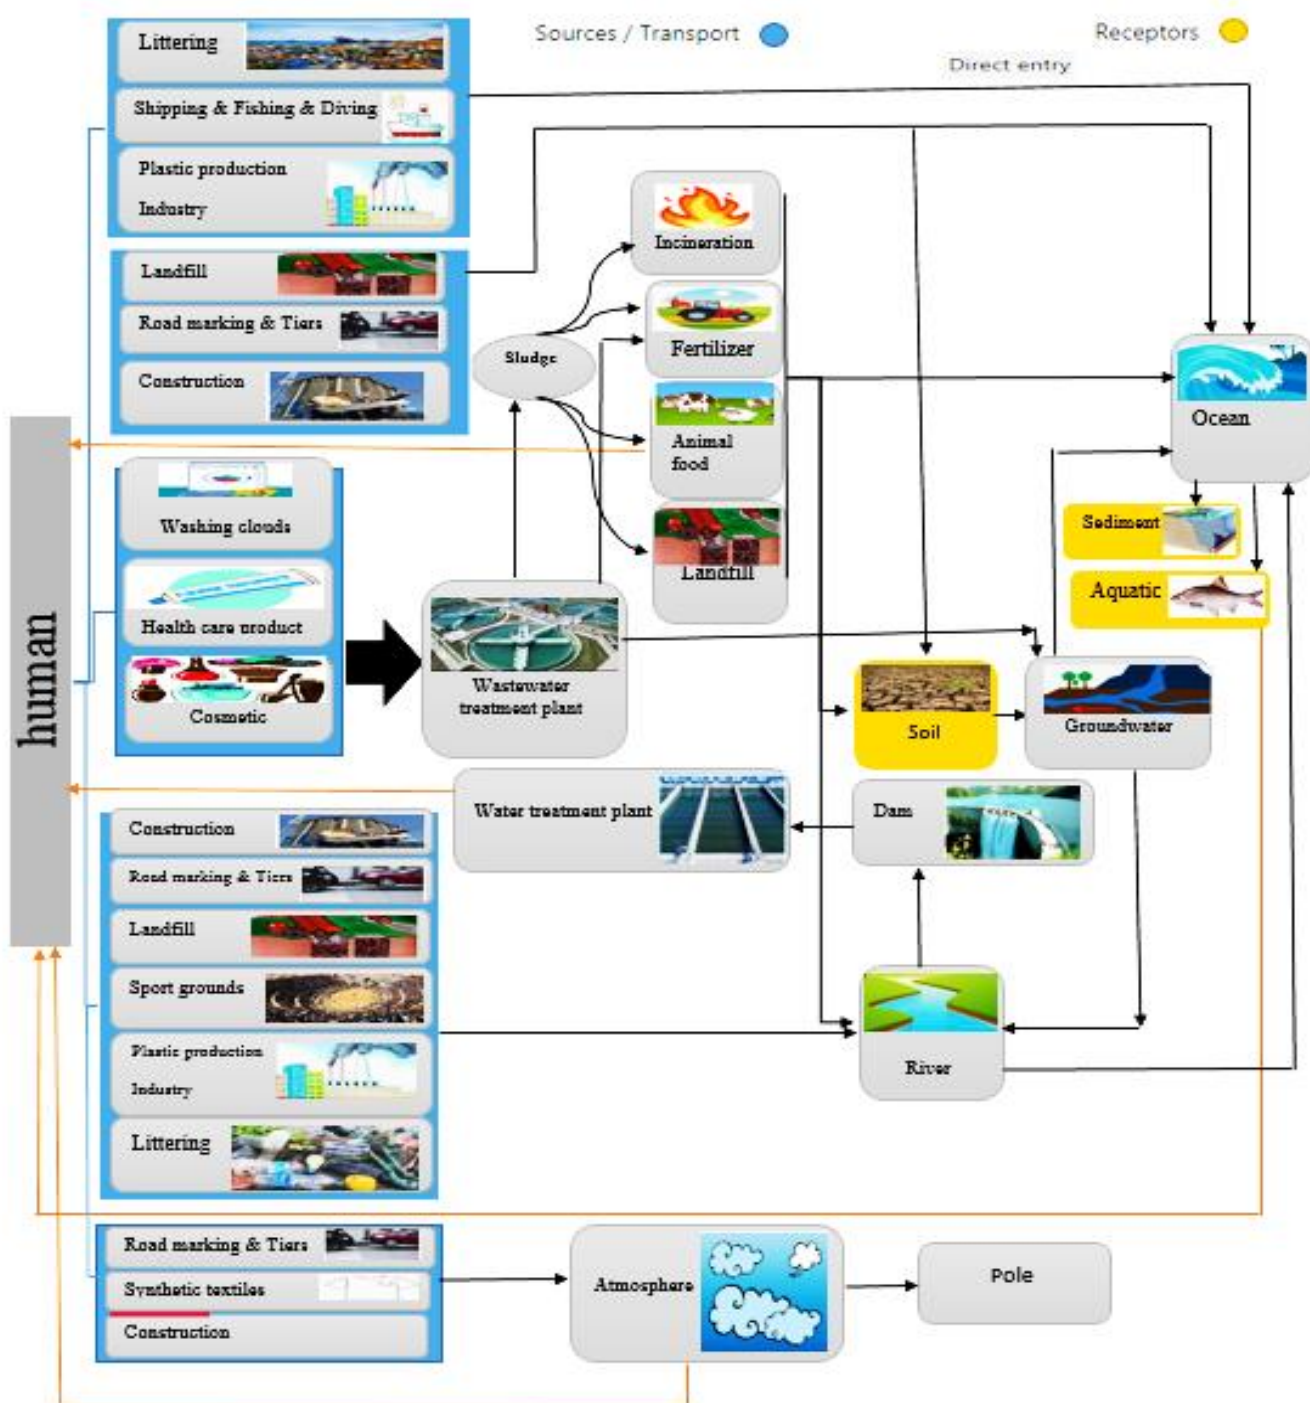 Sources / Transport
Receptors
Direct entry
Littering
Shipping & Fishing & Diving
Plastic production
Industry
Landfill
Road marking & Tiers
Construction
Incineration
Fertilizer
Sludge
Animal
food
Landfill
Ocean
Sediment
Aquatic
human
Washing clouds
Health care product
Cosmetic
Wastewater
treatment plant
Soil
Groundwater
Water treatment plant
Dam
Construction
Road marking & Tiers
Landfill
Sport grounds
Plastic production
Industry
Littering
River
Road marking & Tiers
Synthetic textiles
Construction
Atmosphere
Pole